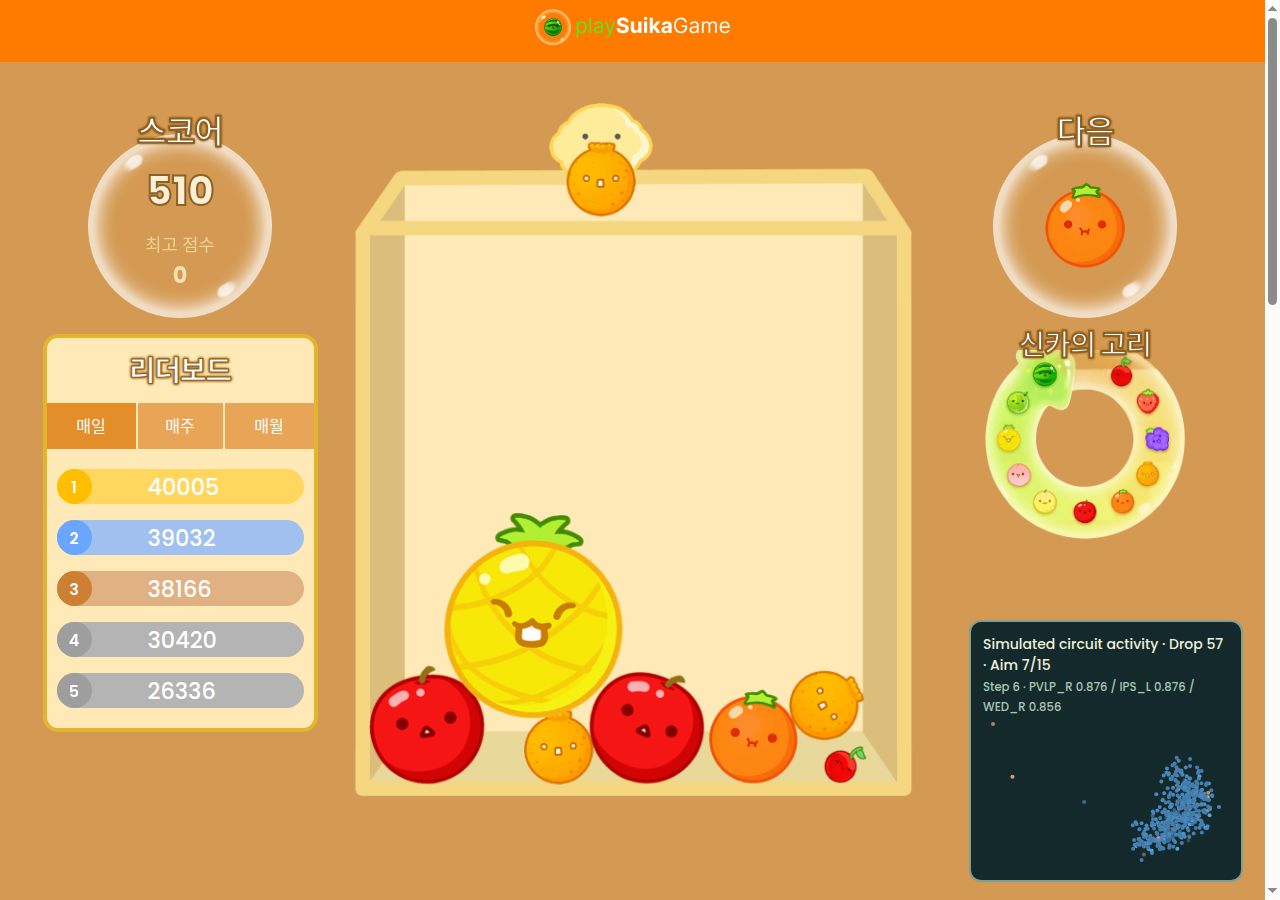 playSuikaGame
스코어
510
최고 점수
0
리더보드
매일 매주 매월
1 40005
2 39032
3 38166
4 30420
5 26336
다음
신카의 고리
Simulated circuit activity · Drop 57
· Aim 7/15
Step 6 · PVLP_R 0.876 / IPS_L 0.876 /
WED_R 0.856